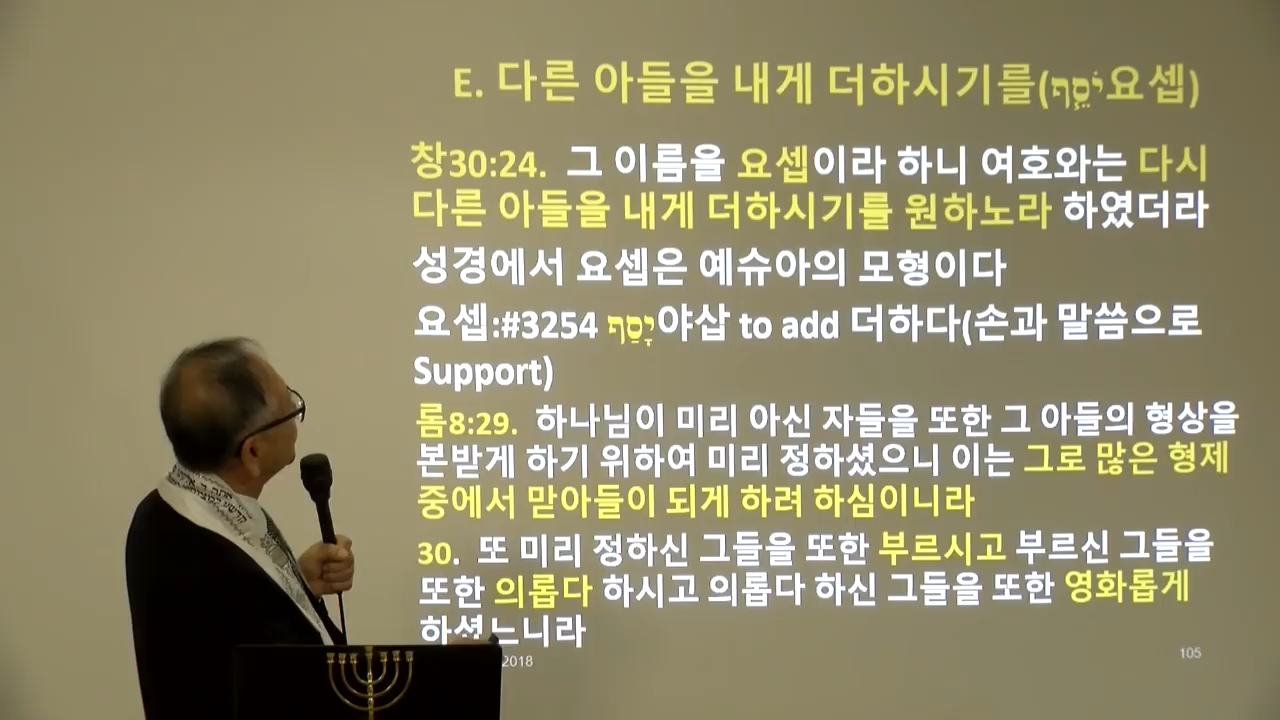 E. 다른 아들을 내게 더하시기를(יֹסֵף요셉)
창30:24. 그 이름을 요셉이라 하니 여호와는 다시
다른 아들을 내게 더하시기를 원하노라 하였더라
성경에서 요셉은 예슈아의 모형이다
요셉:#3254 יָסַף야삽 to add 더하다(손과 말씀으로
Support)
롬8:29. 하나님이 미리 아신 자들을 또한 그 아들의 형상을
본받게 하기 위하여 미리 정하셨으니 이는 그로 많은 형제
중에서 맏아들이 되게 하려 하심이니라
30. 또 미리 정하신 그들을 또한 부르시고 부르신 그들을
또한 의롭다 하시고 의롭다 하신 그들을 또한 영화롭게
하셨느니라
2018
105